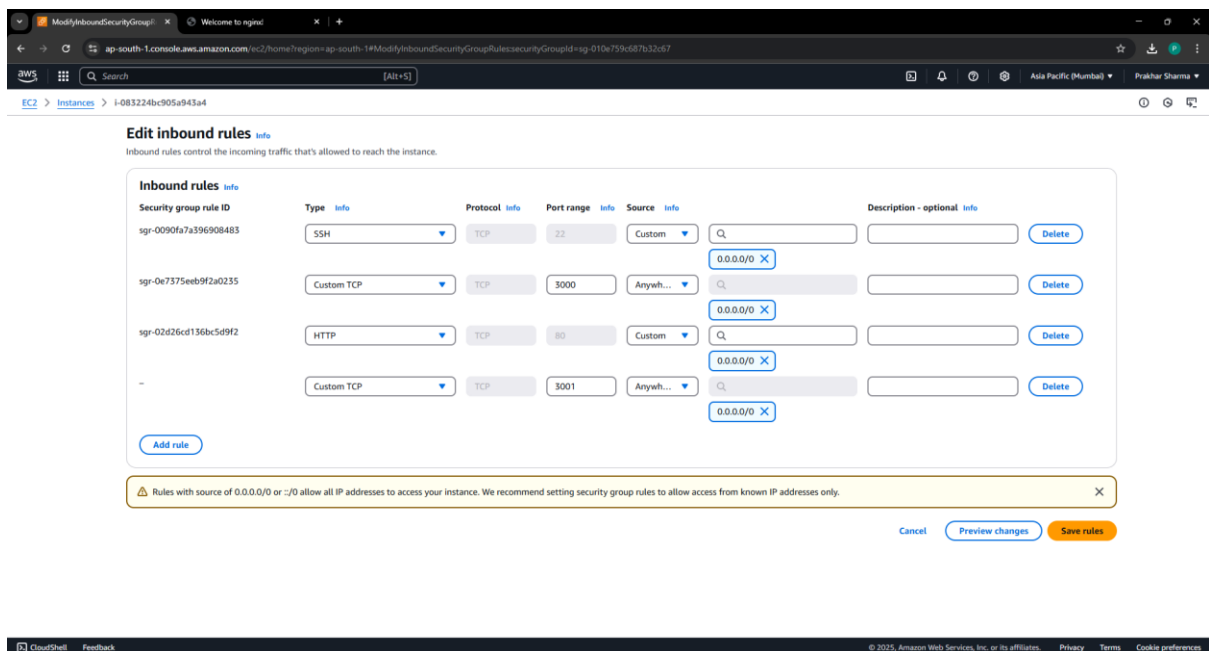 ModifyInboundSecurityGroupR
Welcome to nginx!
ap-south-1.console.aws.amazon.com/ec2/home?region=ap-south-1#ModifyInboundSecurityGroupRules:securityGroupId=sg-010e759c687b32c67
aws Search [Alt+S] Asia Pacific (Mumbai) Prakhar Sharma
EC2 > Instances > i-083224bc905a943a4
Edit inbound rules Info
Inbound rules control the incoming traffic that's allowed to reach the instance.
Inbound rules Info
Security group rule ID Type Info Protocol Info Port range Info Source Info Description - optional Info
sgr-0090fa7a396908483 SSH TCP 22 Custom Delete
0.0.0.0/0
sgr-0e7375eeb9f2a0235 Custom TCP TCP 3000 Anywh... Delete
0.0.0.0/0
sgr-02d26cd136bc5d9f2 HTTP TCP 80 Custom Delete
0.0.0.0/0
– Custom TCP TCP 3001 Anywh... Delete
0.0.0.0/0
Add rule
Rules with source of 0.0.0.0/0 or ::/0 allow all IP addresses to access your instance. We recommend setting security group rules to allow access from known IP addresses only.
Cancel Preview changes Save rules
CloudShell Feedback © 2025, Amazon Web Services, Inc. or its affiliates. Privacy Terms Cookie preferences